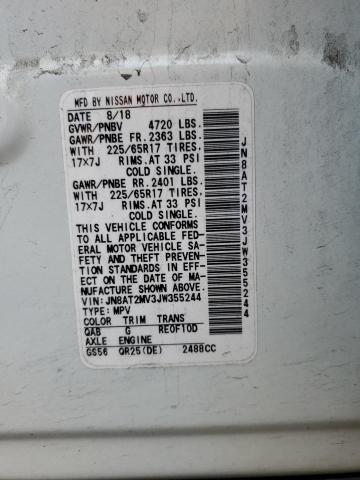 MFD BY NISSAN MOTOR CO.,LTD.
DATE 8/18
GVWR/PNBV 4720 LBS.
GAWR/PNBE FR. 2363 LBS.
WITH 225/65R17 TIRES,
17×7J RIMS.AT 33 PSI
COLD SINGLE.
GAWR/PNBE RR. 2401 LBS.
WITH 225/65R17 TIRES,
17×7J RIMS.AT 33 PSI
COLD SINGLE.
THIS VEHICLE CONFORMS
TO ALL APPLICABLE FED-
ERAL MOTOR VEHICLE SA-
FETY AND THEFT PREVEN-
TION STANDARDS IN EFF-
ECT ON THE DATE OF MA-
NUFACTURE SHOWN ABOVE.
VIN:JN8AT2MV3JW355244
TYPE:MPV
COLOR TRIM TRANS
QAB G RE0F10D
AXLE ENGINE
GS56 QR25(DE) 2488CC
JN8AT2MV3JW355244